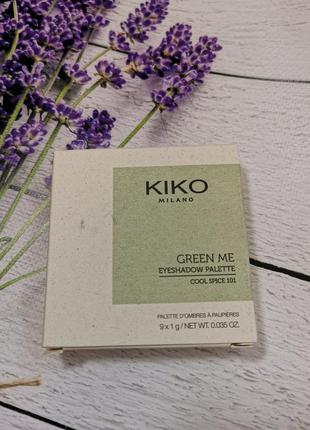 KIKO
MILANO
GREEN ME
EYESHADOW PALETTE
COOL SPICE 101
PALETTE D'OMBRES À PAUPIÈRES
9 x 1 g / NET WT. 0.035 OZ.